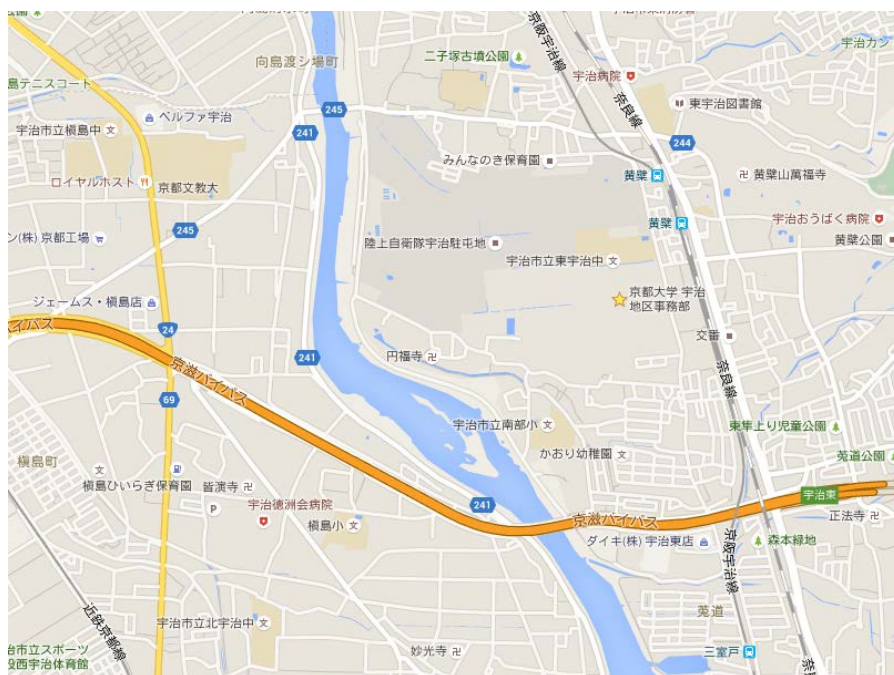 京阪宇治線
宇治カン
向島渡シ場町
二子塚古墳公園
島テニスコート
宇治病院
東宇治図書館
奈良線
245
ベルファ宇治
241
宇治市立槇島中
244
みんなのき保育園
黄檗
黄檗山萬福寺
ロイヤルホスト
京都文教大
245
黄檗
宇治おうばく病院
ン(株) 京都工場
陸上自衛隊宇治駐屯地
黄檗公園
宇治市立東宇治中
京都大学 宇治
地区事務部
ジェームス・槇島店
イパス
24
交番
241
円福寺
奈良線
京滋バイパス
69
宇治市立南部小
東隼上り児童公園
かおり幼稚園
菟道公園
槇島町
槇島ひいらぎ保育園
皆演寺
P
宇治徳洲会病院
241
宇治東
京滋バイパス
正法寺
槇島小
ダイキ(株) 宇治東店
森本緑地
京阪宇治線
近鉄京都線
宇治市立北宇治中
菟道
治市立スポーツ
設西宇治体育館
妙光寺
三室戸